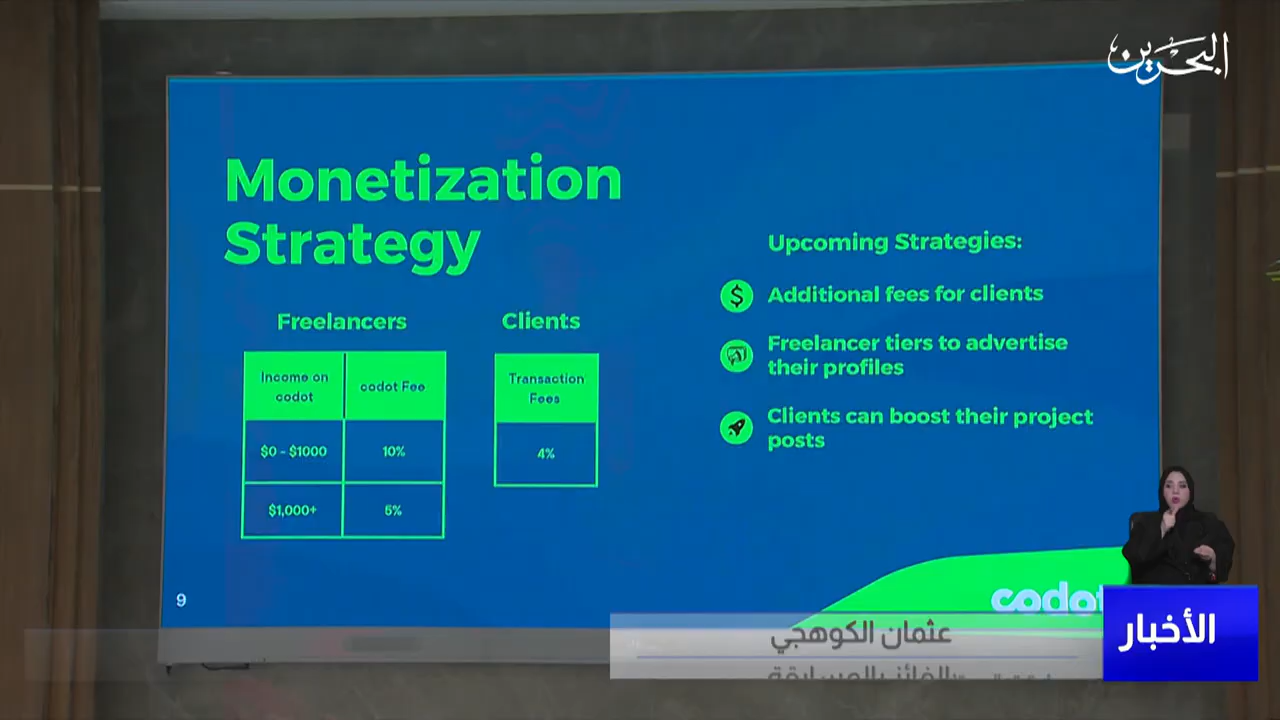 البحرين
Monetization
Strategy
Freelancers
Income on
codot
codot Fee
$0 - $1000
10%
$1,000+
5%
Clients
Transaction
Fees
4%
Upcoming Strategies:
Additional fees for clients
Freelancer tiers to advertise
their profiles
Clients can boost their project
posts
9
codot
عثمان الكوهجي
الأخبار